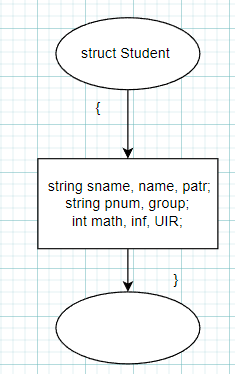 struct Student
{
string sname, name, patr;
string pnum, group;
int math, inf, UIR;
}